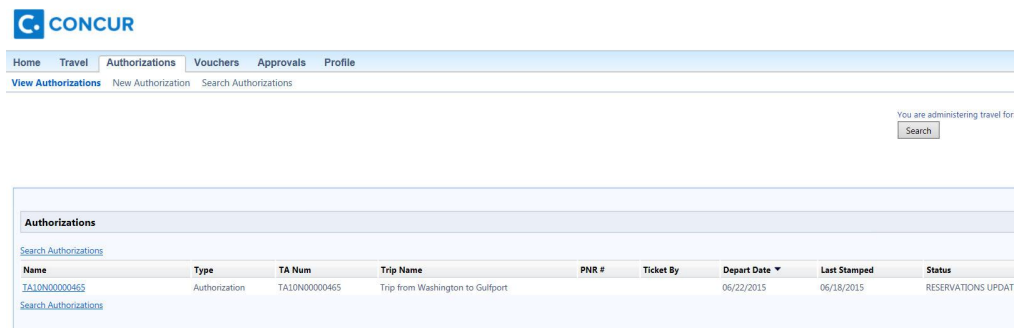 C. CONCUR
Home Travel Authorizations Vouchers Approvals Profile
View Authorizations New Authorization Search Authorizations
You are administering travel for
Search
Authorizations
Search Authorizations
Name Type TA Num Trip Name PNR # Ticket By Depart Date ▼ Last Stamped Status
TA10N00000465 Authorization TA10N00000465 Trip from Washington to Gulfport 06/22/2015 06/18/2015 RESERVATIONS UPDAT
Search Authorizations